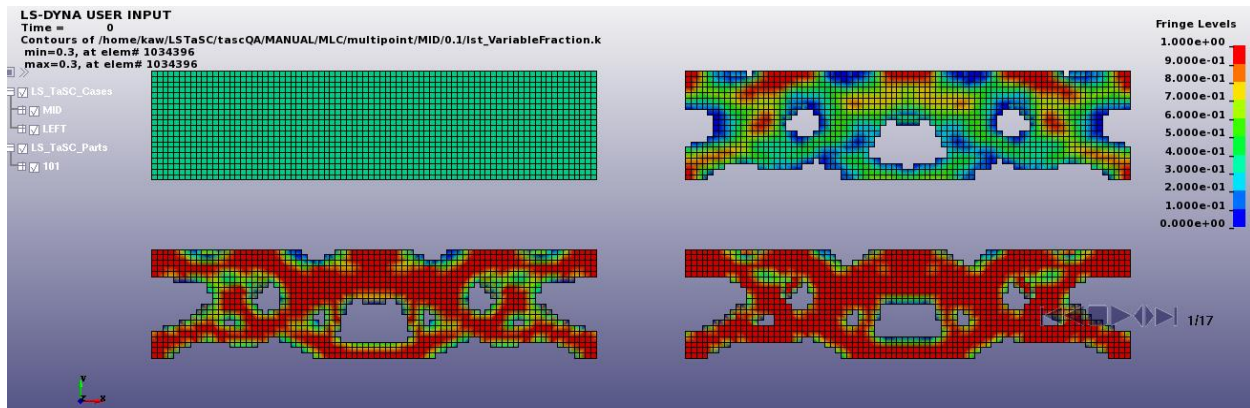 LS-DYNA USER INPUT
Time =       0
Contours of /home/kaw/LSTaSC/tascQA/MANUAL/MLC/multipoint/MID/0.1/lst_VariableFraction.k
min=0.3, at elem# 1034396
max=0.3, at elem# 1034396
LS_TaSC_Cases
MID
LEFT
LS_TaSC_Parts
101
Fringe Levels
1.000e+00
9.000e-01
8.000e-01
7.000e-01
6.000e-01
5.000e-01
4.000e-01
3.000e-01
2.000e-01
1.000e-01
0.000e+00
1/17
Y
Z X